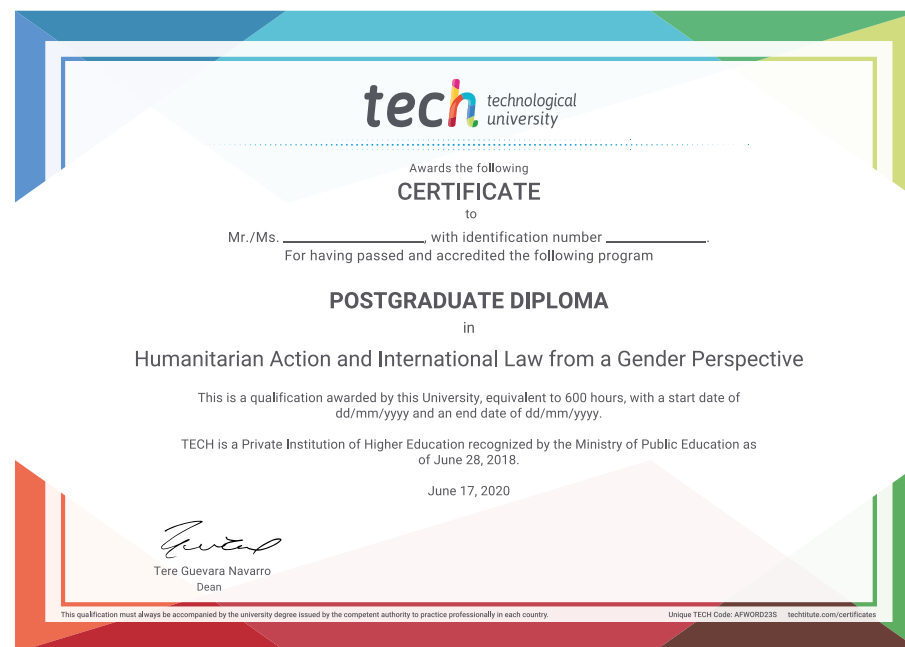 tech technological
university
Awards the following
CERTIFICATE
to
Mr./Ms. ____________, with identification number _________.
For having passed and accredited the following program
POSTGRADUATE DIPLOMA
in
Humanitarian Action and International Law from a Gender Perspective
This is a qualification awarded by this University, equivalent to 600 hours, with a start date of
dd/mm/yyyy and an end date of dd/mm/yyyy.
TECH is a Private Institution of Higher Education recognized by the Ministry of Public Education as
of June 28, 2018.
June 17, 2020
Tere Guevara Navarro
Dean
This qualification must always be accompanied by the university degree issued by the competent authority to practice professionally in each country. Unique TECH Code: AFWORD23S techtitute.com/certificates